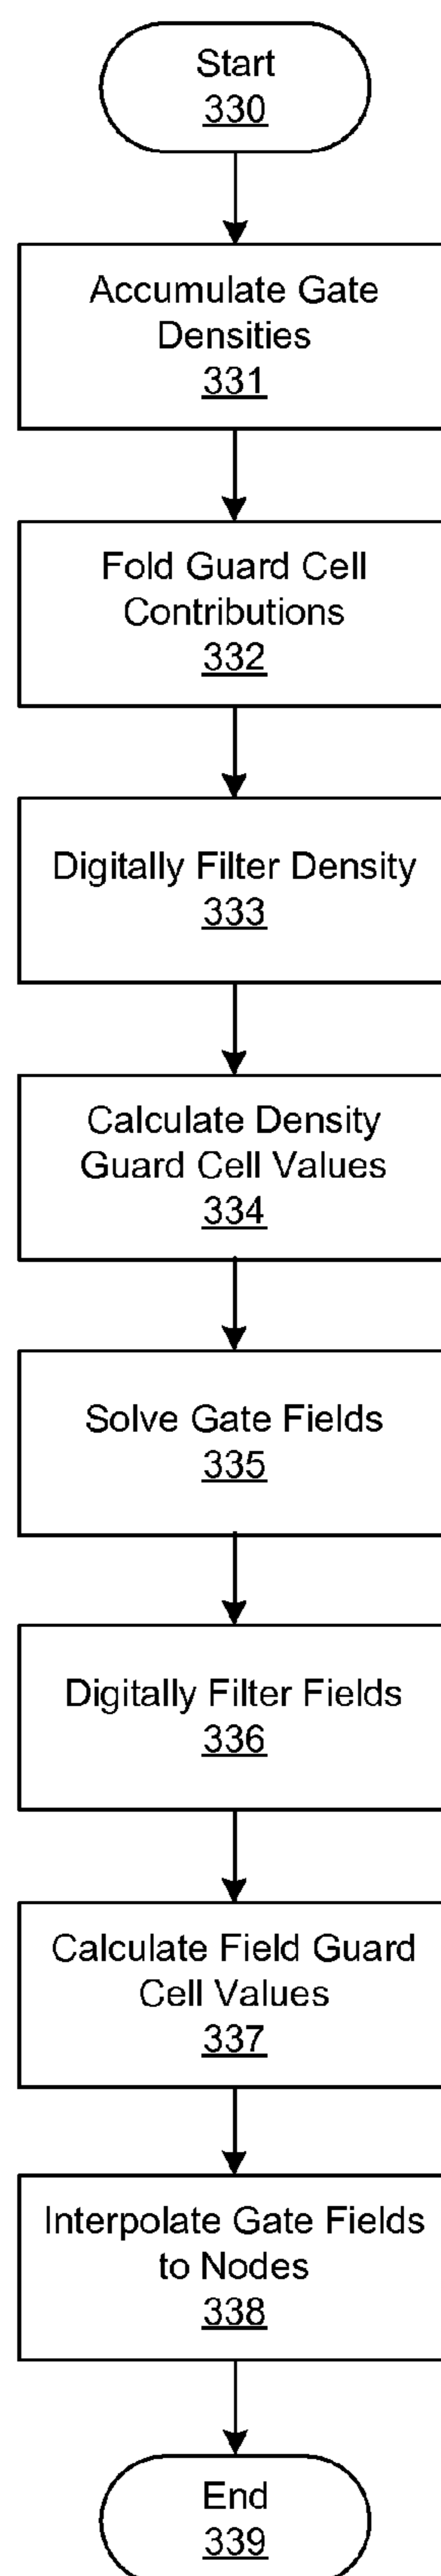 Start
330
Accumulate Gate
Densities
331
Fold Guard Cell
Contributions
332
Digitally Filter Density
333
Calculate Density
Guard Cell Values
334
Solve Gate Fields
335
Digitally Filter Fields
336
Calculate Field Guard
Cell Values
337
Interpolate Gate Fields
to Nodes
338
End
339